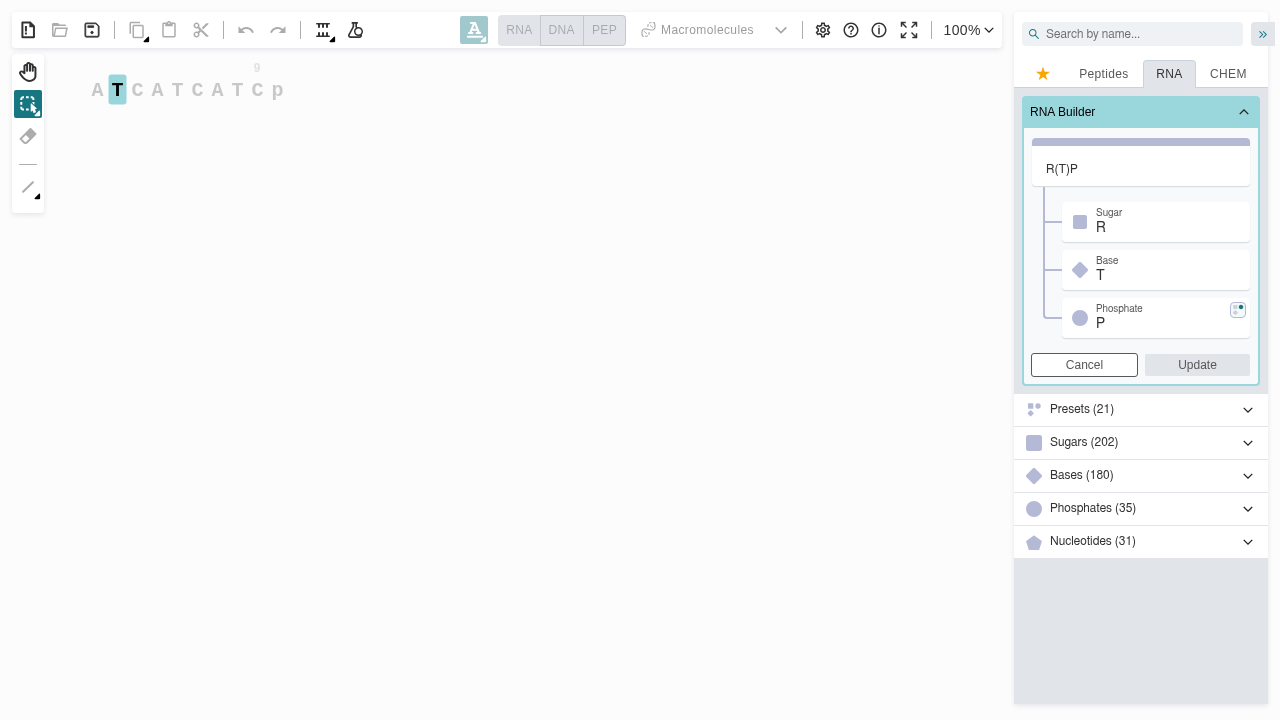 A
RNA
DNA
PEP
Macromolecules
100%
Search by name...
Peptides
RNA
CHEM
9
A T C A T C A T C p
RNA Builder
R(T)P
Sugar
R
Base
T
Phosphate
P
Cancel
Update
Presets (21)
Sugars (202)
Bases (180)
Phosphates (35)
Nucleotides (31)